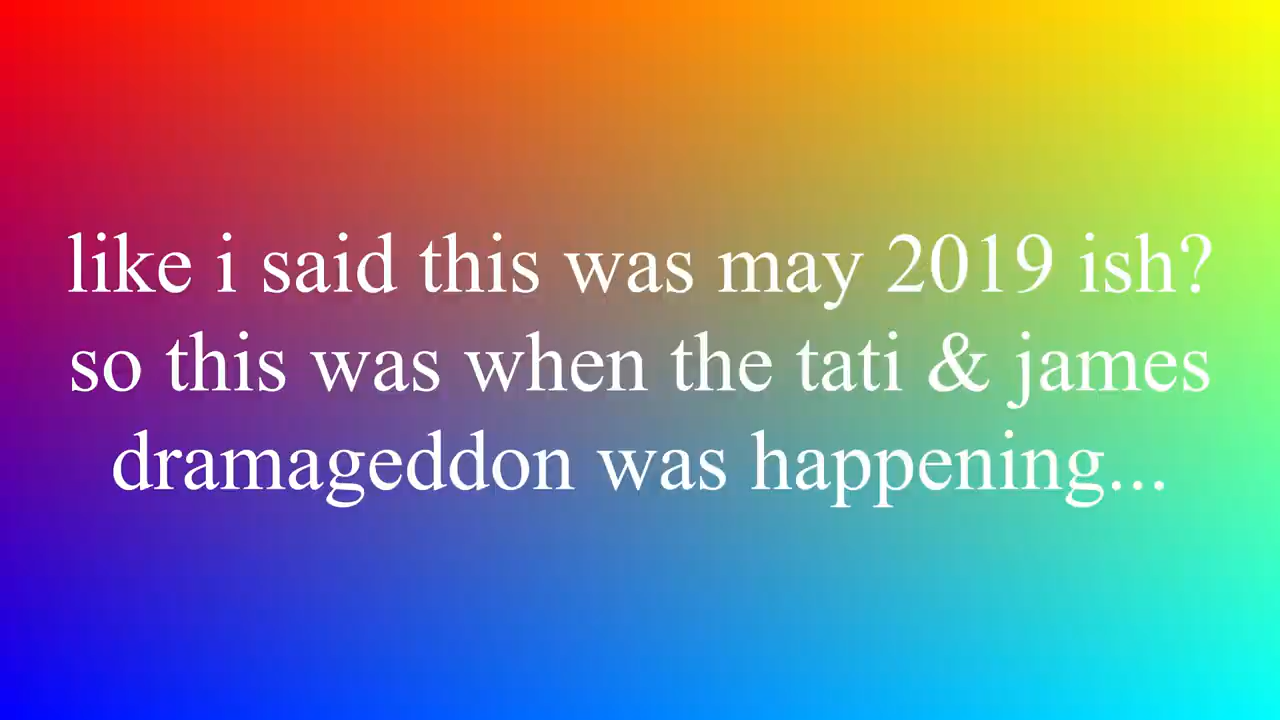 like i said this was may 2019 ish?
so this was when the tati & james
dramageddon was happening...